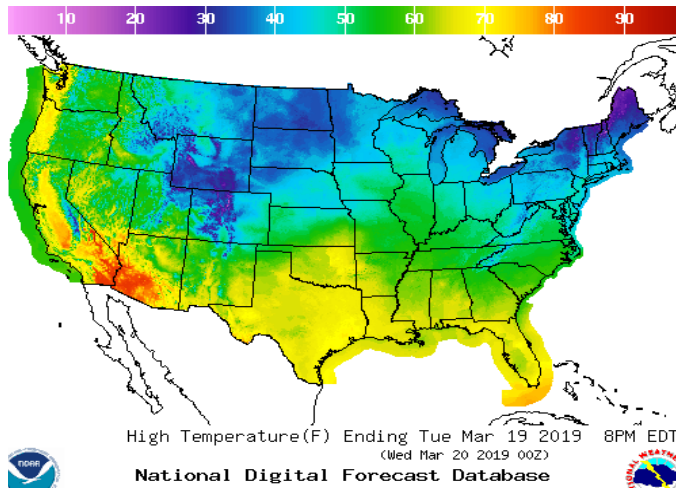 10 20 30 40 50 60 70 80 90
High Temperature(F) Ending Tue Mar 19 2019 8PM EDT
(Wed Mar 20 2019 00Z)
National Digital Forecast Database
NOAA